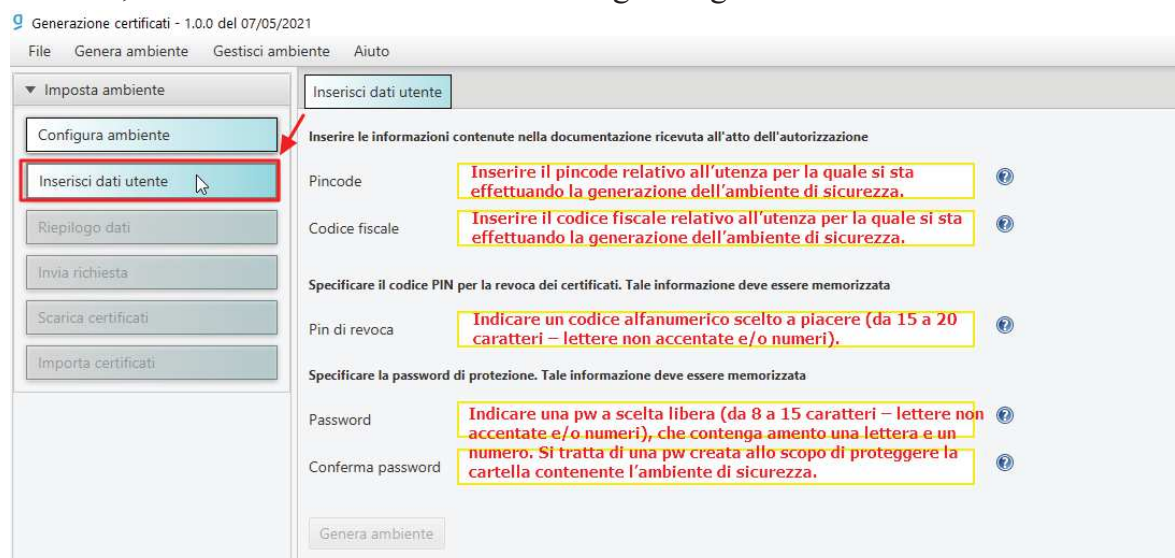 Generazione certificati - 1.0.0 del 07/05/2021
File Genera ambiente Gestisci ambiente Aiuto
Imposta ambiente
Configura ambiente
Inserisci dati utente
Riepilogo dati
Invia richiesta
Scarica certificati
Importa certificati
Inserisci dati utente
Inserire le informazioni contenute nella documentazione ricevuta all'atto dell'autorizzazione
Pincode
Inserire il pincode relativo all'utenza per la quale si sta
effettuando la generazione dell'ambiente di sicurezza.
Codice fiscale
Inserire il codice fiscale relativo all'utenza per la quale si sta
effettuando la generazione dell'ambiente di sicurezza.
Specificare il codice PIN per la revoca dei certificati. Tale informazione deve essere memorizzata
Pin di revoca
Indicare un codice alfanumerico scelto a piacere (da 15 a 20
caratteri – lettere non accentate e/o numeri).
Specificare la password di protezione. Tale informazione deve essere memorizzata
Password
Indicare una pw a scelta libera (da 8 a 15 caratteri – lettere non
accentate e/o numeri), che contenga amento una lettera e un
numero. Si tratta di una pw creata allo scopo di proteggere la
cartella contenente l'ambiente di sicurezza.
Conferma password
Genera ambiente